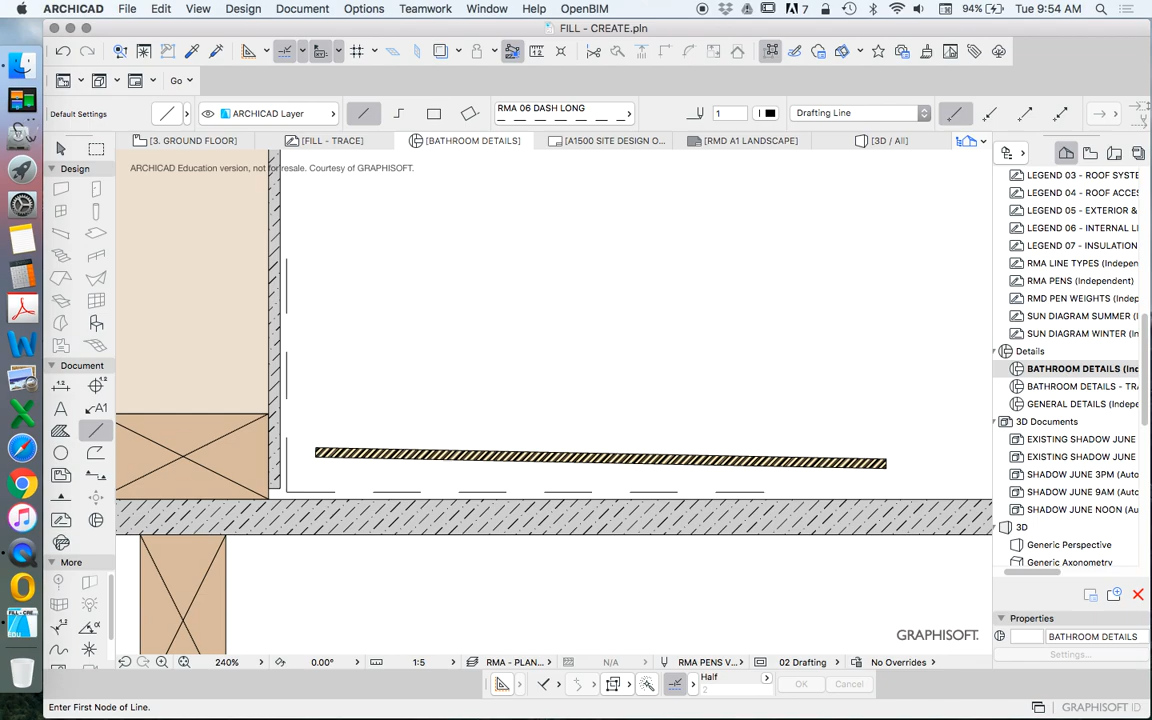 ARCHICAD File Edit View Design Document Options Teamwork Window Help OpenBIM
7 94% Tue 9:54 AM
FILL - CREATE.pln
Go
Default Settings
ARCHICAD Layer
RMA 06 DASH LONG
1
Drafting Line
[3. GROUND FLOOR]
[FILL - TRACE]
[BATHROOM DETAILS]
[A1500 SITE DESIGN O...
[RMD A1 LANDSCAPE]
[3D / All]
ARCHICAD Education version, not for resale. Courtesy of GRAPHISOFT.
Design
Document
More
LEGEND 03 - ROOF SYSTE
LEGEND 04 - ROOF ACCES
LEGEND 05 - EXTERIOR &
LEGEND 06 - INTERNAL LI
LEGEND 07 - INSULATION
RMA LINE TYPES (Indepen
RMA PENS (Independent)
RMD PEN WEIGHTS (Indep
SUN DIAGRAM SUMMER (I
SUN DIAGRAM WINTER (In
Details
BATHROOM DETAILS (Ind
BATHROOM DETAILS - TRA
GENERAL DETAILS (Indepe
3D Documents
EXISTING SHADOW JUNE
EXISTING SHADOW JUNE
SHADOW JUNE 3PM (Auto
SHADOW JUNE 9AM (Auto
SHADOW JUNE NOON (Au
3D
Generic Perspective
Generic Axonometry
Properties
BATHROOM DETAILS
Settings...
GRAPHISOFT.
240%
0.00°
1:5
RMA - PLAN...
N/A
RMA PENS V...
02 Drafting
No Overrides
Half
2
OK
Cancel
Enter First Node of Line.
GRAPHISOFT ID